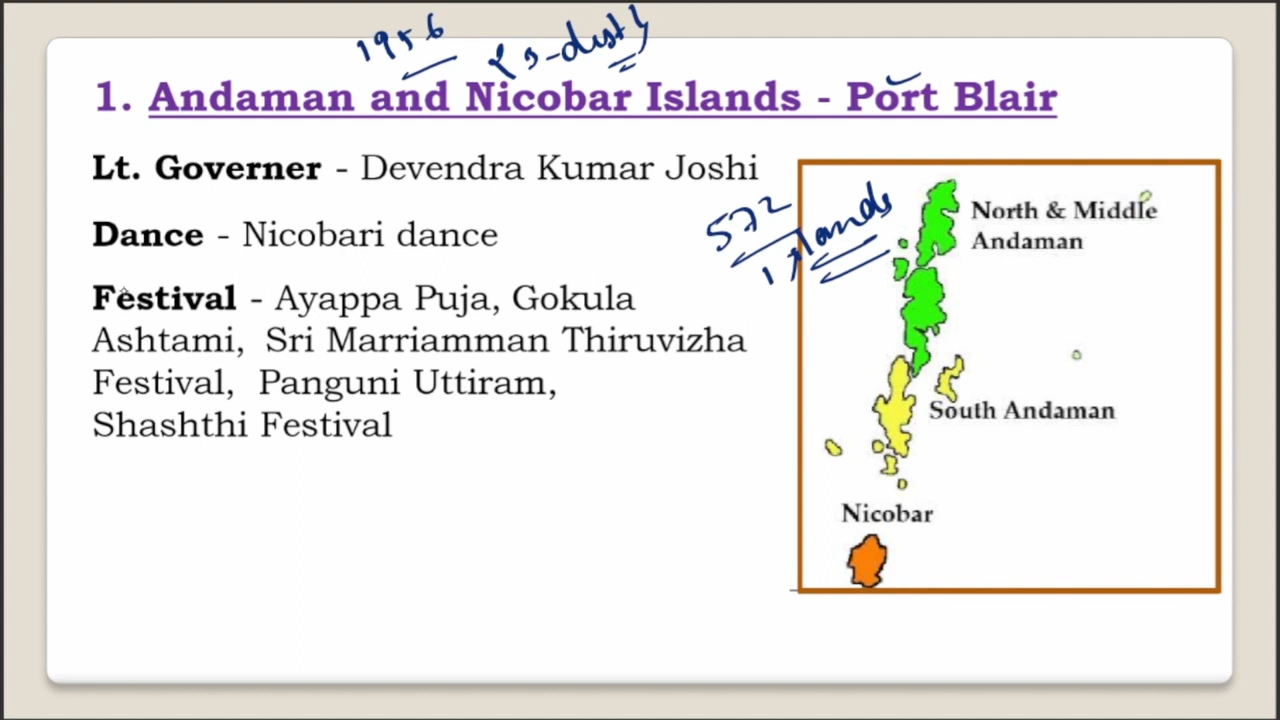 1956 3-dist
1. Andaman and Nicobar Islands - Port Blair
Lt. Governer - Devendra Kumar Joshi
Dance - Nicobari dance
Festival - Ayappa Puja, Gokula
Ashtami, Sri Marriamman Thiruvizha
Festival, Panguni Uttiram,
Shashthi Festival
572
Islands
North & Middle
Andaman
South Andaman
Nicobar